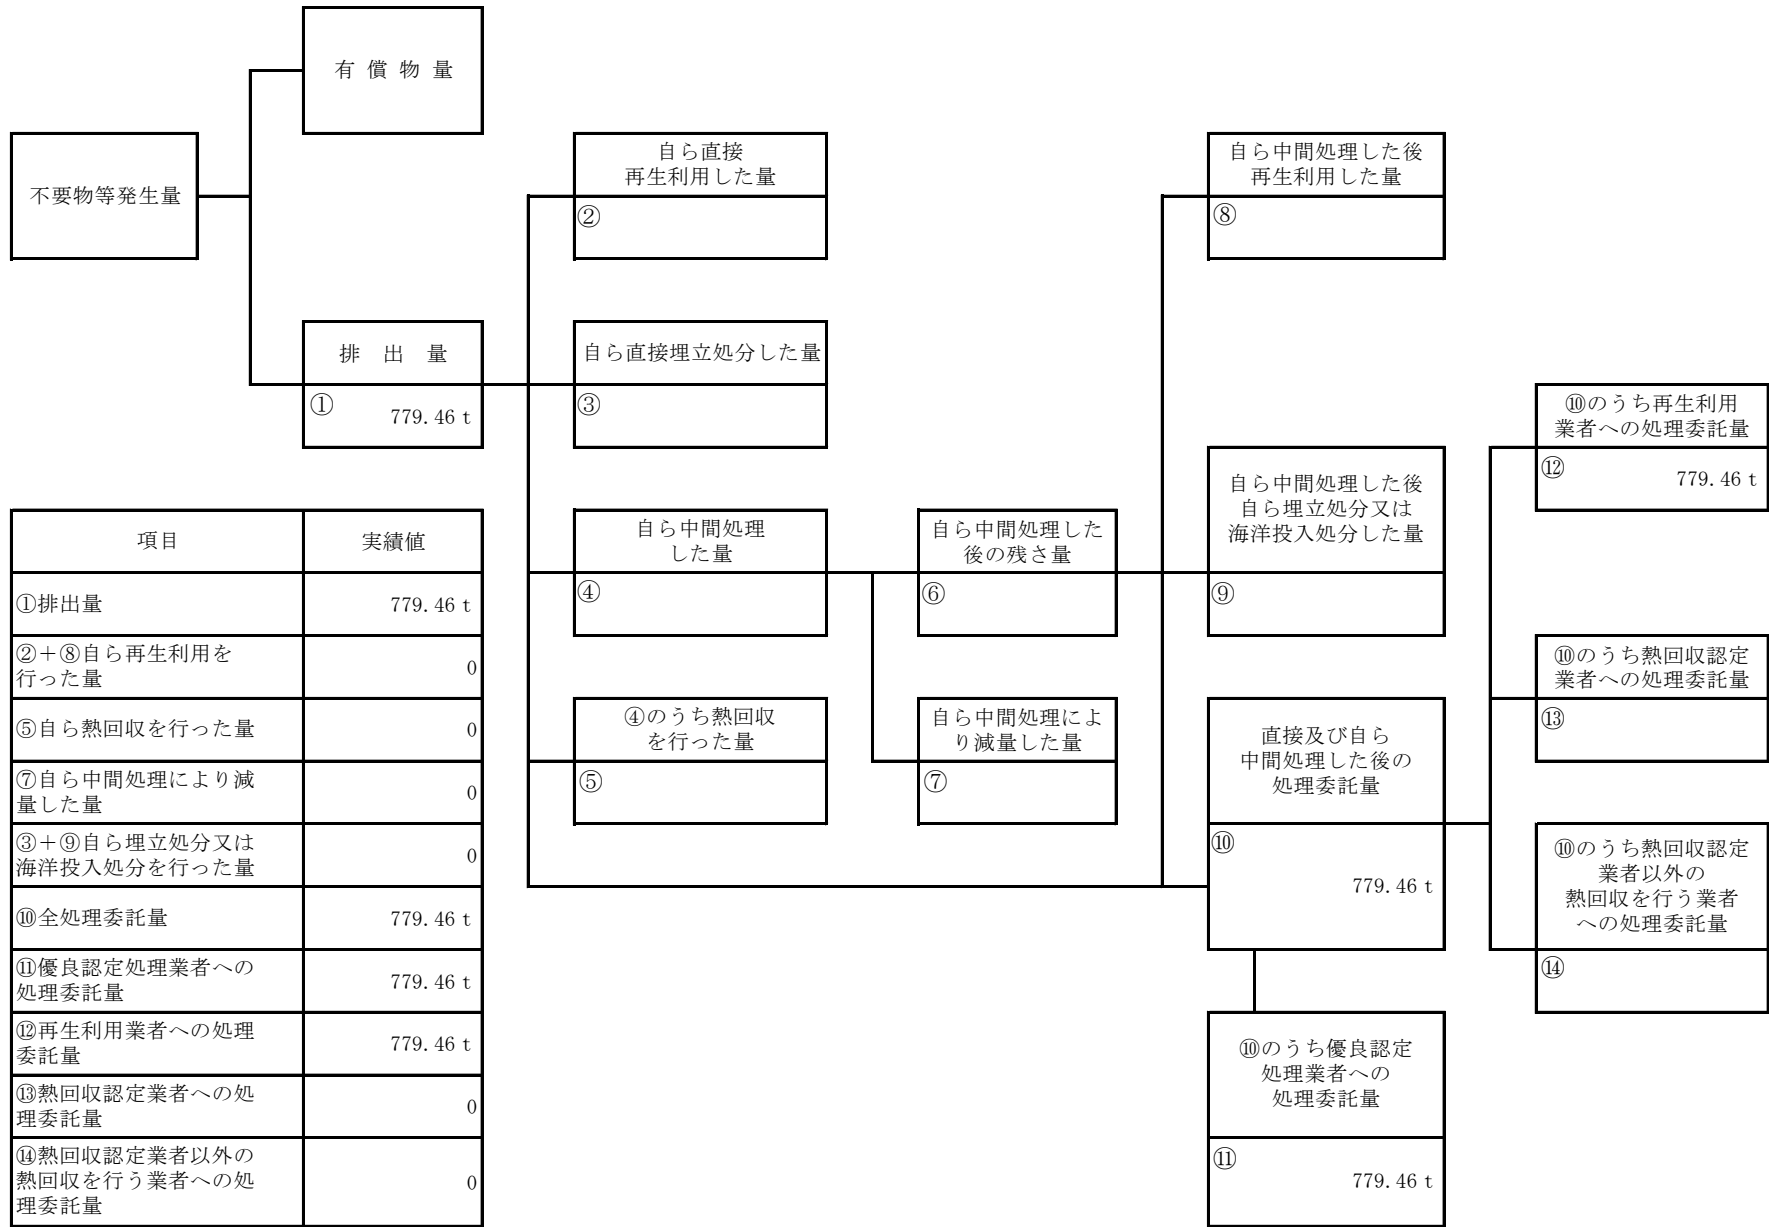 有償物量
不要物等発生量
排出量
①
779.46 t
自ら直接
再生利用した量
②
自ら直接埋立処分した量
③
自ら中間処理
した量
④
④のうち熱回収
を行った量
⑤
自ら中間処理した
後の残さ量
⑥
自ら中間処理によ
り減量した量
⑦
自ら中間処理した後
再生利用した量
⑧
自ら中間処理した後
自ら埋立処分又は
海洋投入処分した量
⑨
直接及び自ら
中間処理した後の
処理委託量
⑩
779.46 t
⑩のうち優良認定
処理業者への
処理委託量
⑪
779.46 t
⑩のうち再生利用
業者への処理委託量
⑫
779.46 t
⑩のうち熱回収認定
業者への処理委託量
⑬
⑩のうち熱回収認定
業者以外の
熱回収を行う業者
への処理委託量
⑭
項目 実績値
①排出量 779.46 t
②＋⑧自ら再生利用を
行った量 0
⑤自ら熱回収を行った量 0
⑦自ら中間処理により減
量した量 0
③＋⑨自ら埋立処分又は
海洋投入処分を行った量 0
⑩全処理委託量 779.46 t
⑪優良認定処理業者への
処理委託量 779.46 t
⑫再生利用業者への処理
委託量 779.46 t
⑬熱回収認定業者への処
理委託量 0
⑭熱回収認定業者以外の
熱回収を行う業者への処
理委託量 0